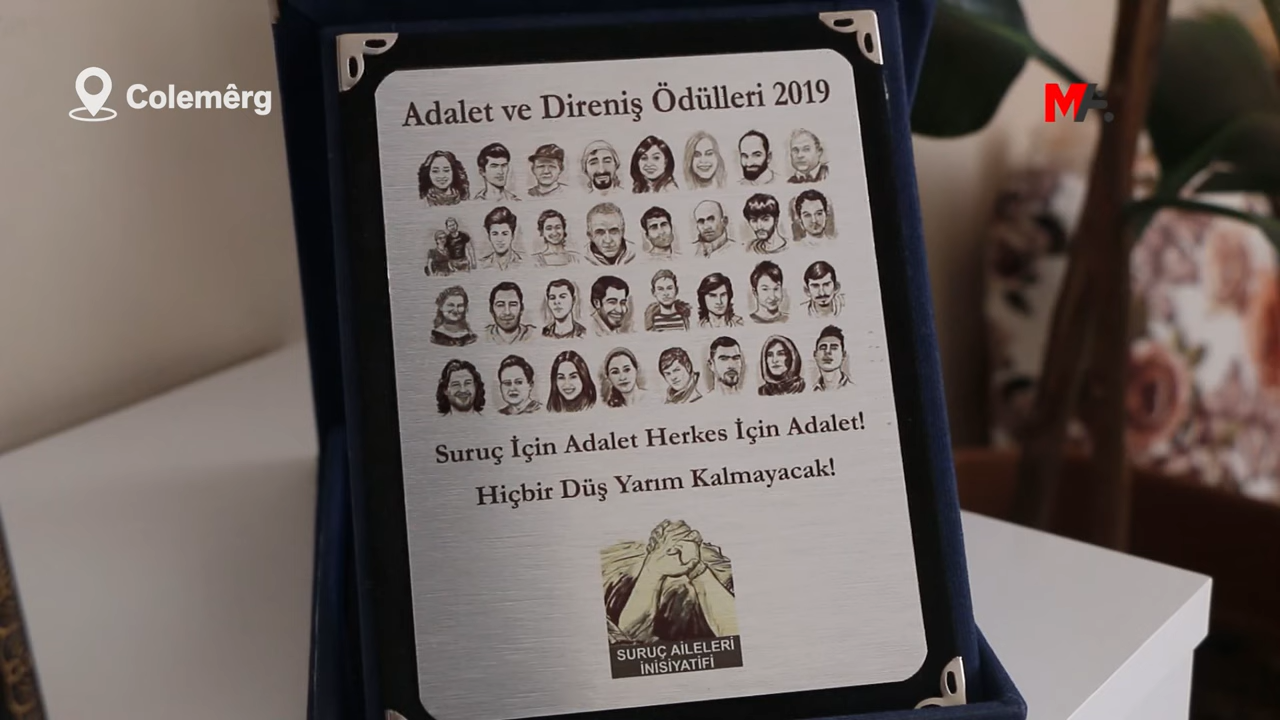 Colemêrg
MA.
Adalet ve Direniş Ödülleri 2019
Suruç İçin Adalet Herkes İçin Adalet!
Hiçbir Düş Yarım Kalmayacak!
SURUÇ AİLELERİ
İNİSİYATİFİ